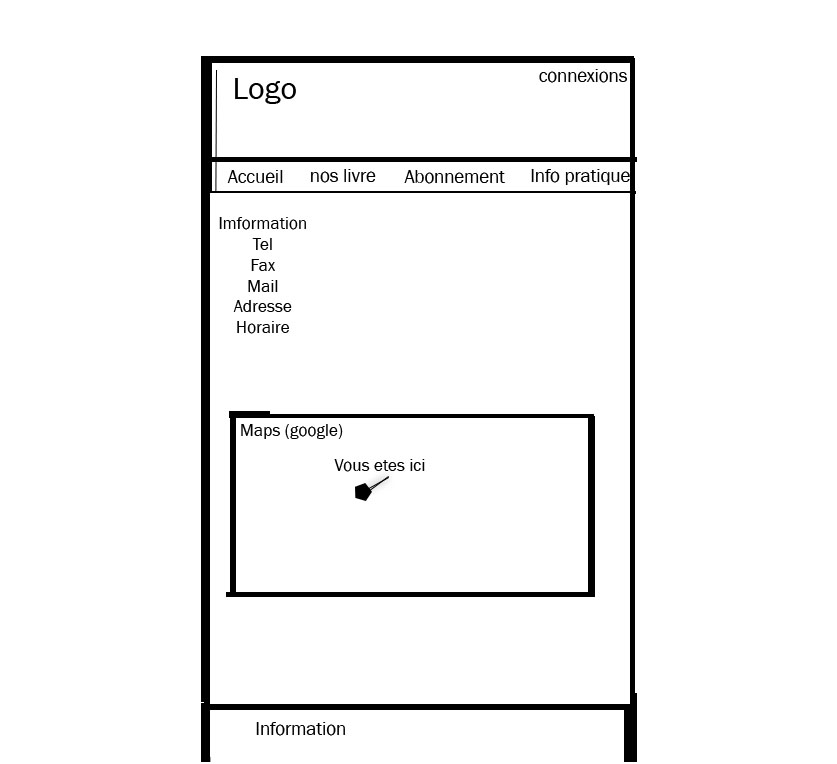 connexions
Logo
Accueil nos livre Abonnement Info pratique
Imformation
Tel
Fax
Mail
Adresse
Horaire
Maps (google)
Vous etes ici
Information